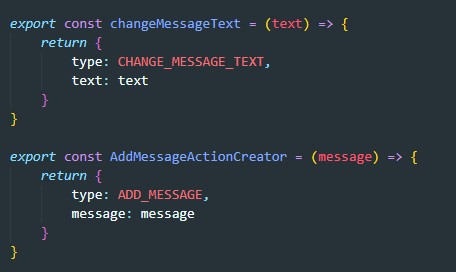 export const changeMessageText = (text) => {
    return {
        type: CHANGE_MESSAGE_TEXT,
        text: text
    }
}

export const AddMessageActionCreator = (message) => {
    return {
        type: ADD_MESSAGE,
        message: message
    }
}